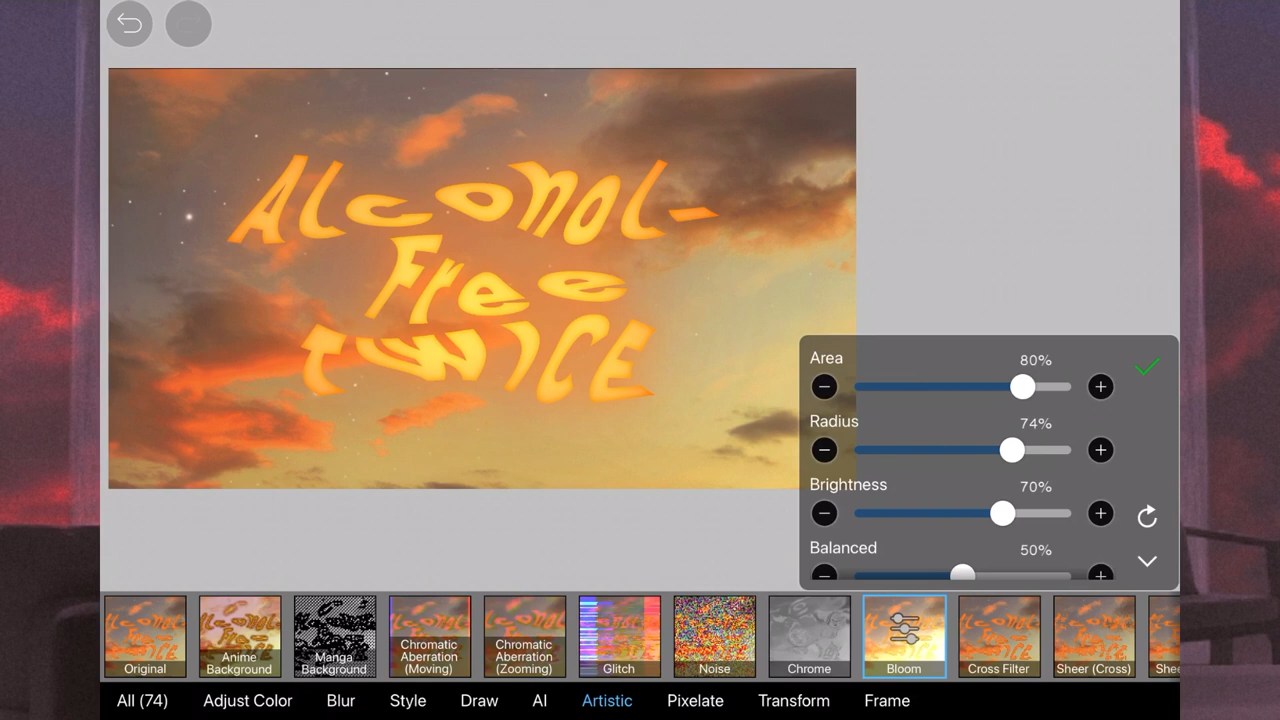 Alconol-
Free
twICE
Area
80%
Radius
74%
Brightness
70%
Balanced
50%
Original
Anime
Background
Manga
Background
Chromatic
Aberration
(Moving)
Chromatic
Aberration
(Zooming)
Glitch
Noise
Chrome
Bloom
Cross Filter
Sheer (Cross)
Shee
All (74)
Adjust Color
Blur
Style
Draw
AI
Artistic
Pixelate
Transform
Frame